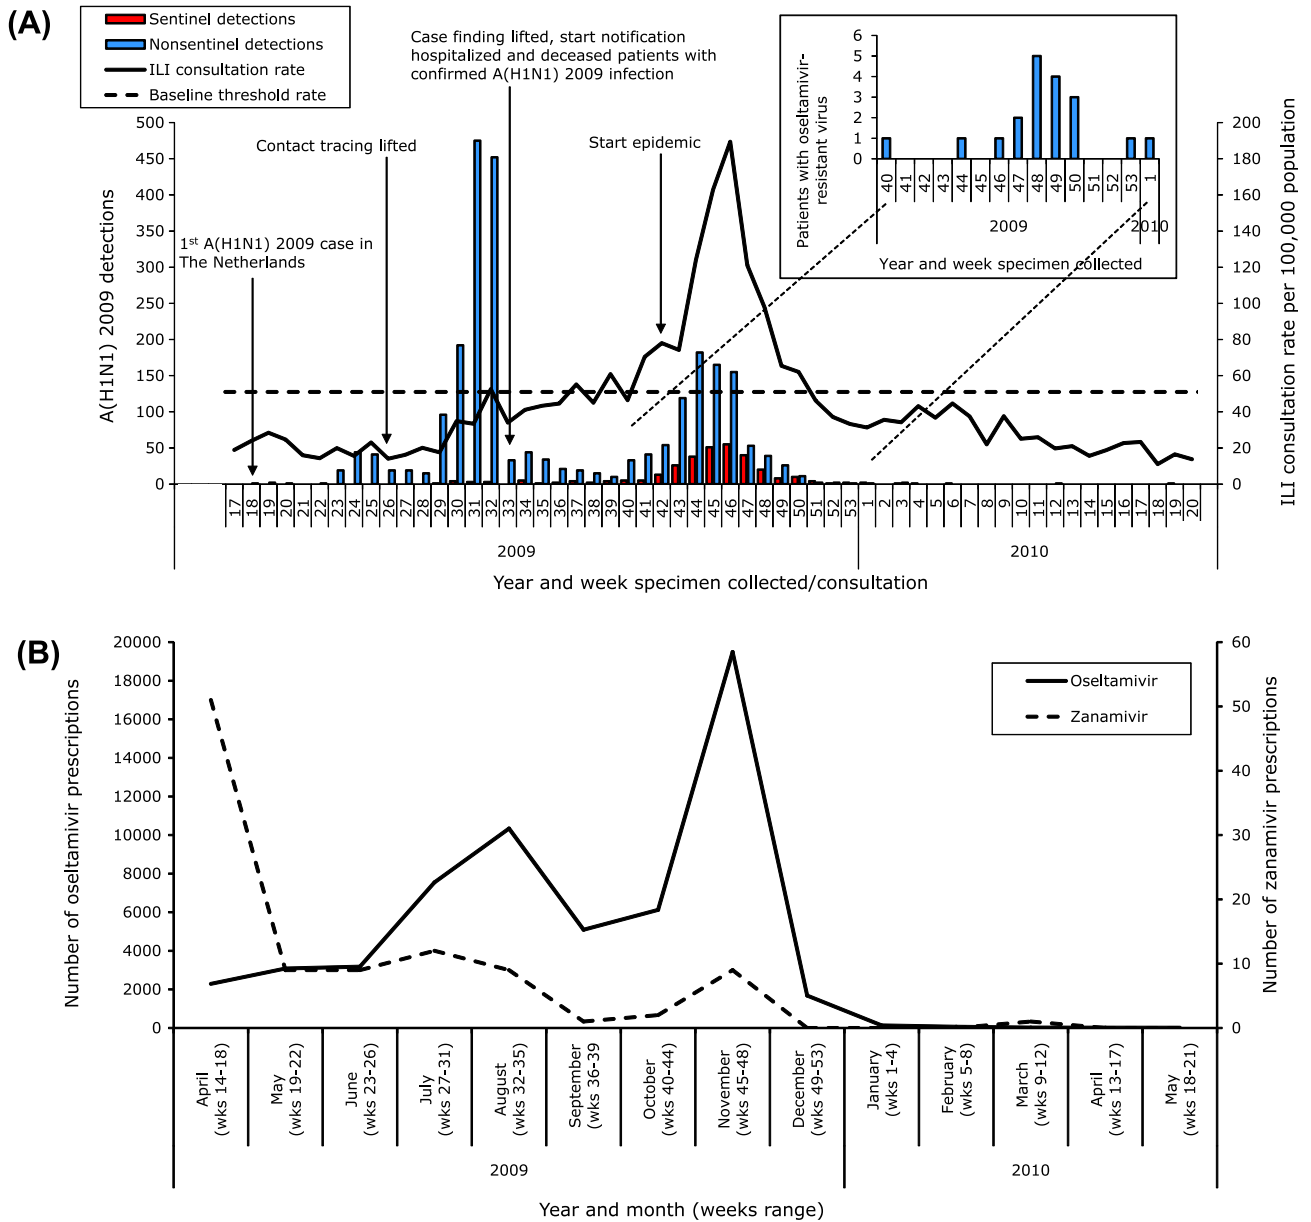 (A)
Sentinel detections
Nonsentinel detections
ILI consultation rate
Baseline threshold rate
Case finding lifted, start notification
hospitalized and deceased patients with
confirmed A(H1N1) 2009 infection
Contact tracing lifted
Start epidemic
1st A(H1N1) 2009 case in
The Netherlands
A(H1N1) 2009 detections
500
450
400
350
300
250
200
150
100
50
0
ILI consultation rate per 100,000 population
200
180
160
140
120
100
80
60
40
20
0
Patients with oseltamivir-
resistant virus
6
5
4
3
2
1
0
40 41 42 43 44 45 46 47 48 49 50 51 52 53 1
2009 2010
Year and week specimen collected
17 18 19 20 21 22 23 24 25 26 27 28 29 30 31 32 33 34 35 36 37 38 39 40 41 42 43 44 45 46 47 48 49 50 51 52 53 1 2 3 4 5 6 7 8 9 10 11 12 13 14 15 16 17 18 19 20
2009 2010
Year and week specimen collected/consultation
(B)
Number of oseltamivir prescriptions
20000
18000
16000
14000
12000
10000
8000
6000
4000
2000
0
Oseltamivir
Zanamivir
Number of zanamivir prescriptions
60
50
40
30
20
10
0
April
(wks 14-18)
May
(wks 19-22)
June
(wks 23-26)
July
(wks 27-31)
August
(wks 32-35)
September
(wks 36-39
October
(wks 40-44)
November
(wks 45-48)
December
(wks 49-53)
January
(wks 1-4)
February
(wks 5-8)
March
(wks 9-12)
April
(wks 13-17)
May
(wks 18-21)
2009 2010
Year and month (weeks range)